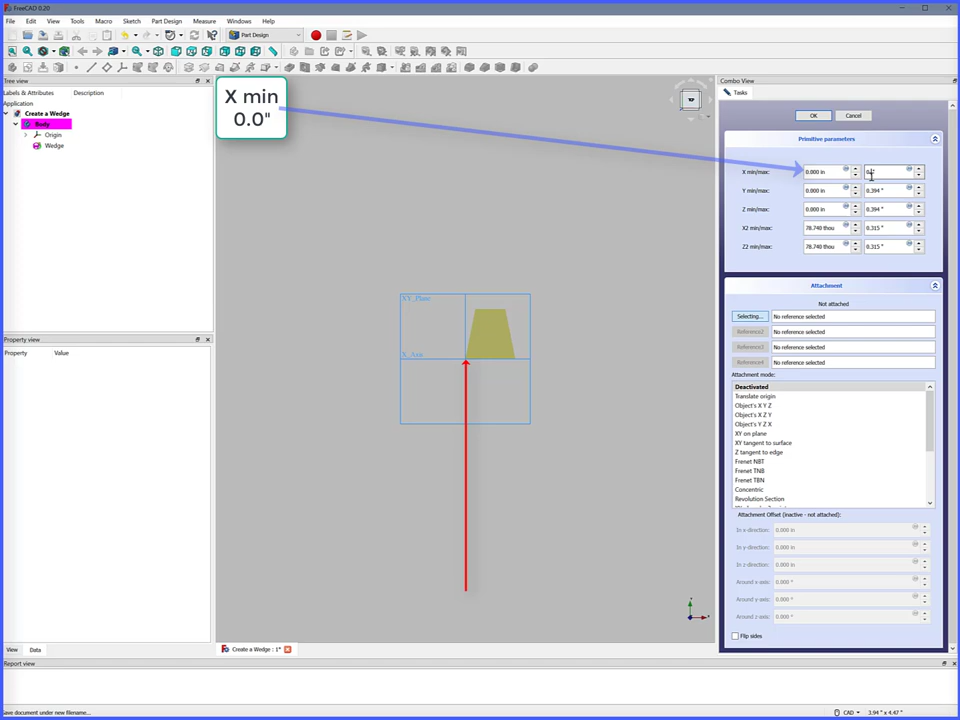 FreeCAD 0.20
File Edit View Tools Macro Sketch Part Design Measure Windows Help
Part Design
Tree view
Combo View
Labels & Attributes Description
Tasks
Application
Create a Wedge
Body
Origin
Wedge
X min
0.0"
TOP
OK Cancel
Primitive parameters
X min/max: 0.000 in
Y min/max: 0.000 in 0.394 "
Z min/max: 0.000 in 0.394 "
X2 min/max: 78.740 thou 0.315 "
Z2 min/max: 78.740 thou 0.315 "
Attachment
Not attached
Selecting... No reference selected
Reference2 No reference selected
Reference3 No reference selected
Reference4 No reference selected
Attachment mode:
Deactivated
Translate origin
Object's X Y Z
Object's X Z Y
Object's Y Z X
XY on plane
XY tangent to surface
Z tangent to edge
Frenet NBT
Frenet TNB
Frenet TBN
Concentric
Revolution Section
Attachment Offset (inactive - not attached):
In x-direction: 0.000 in
In y-direction: 0.000 in
In z-direction: 0.000 in
Around x-axis: 0.000 °
Around y-axis: 0.000 °
Around z-axis: 0.000 °
Flip sides
XY_Plane
X_Axis
Property view
Property Value
View Data
Create a Wedge : 1*
Report view
Save document under new filename...
CAD 3.94 " x 4.47 "